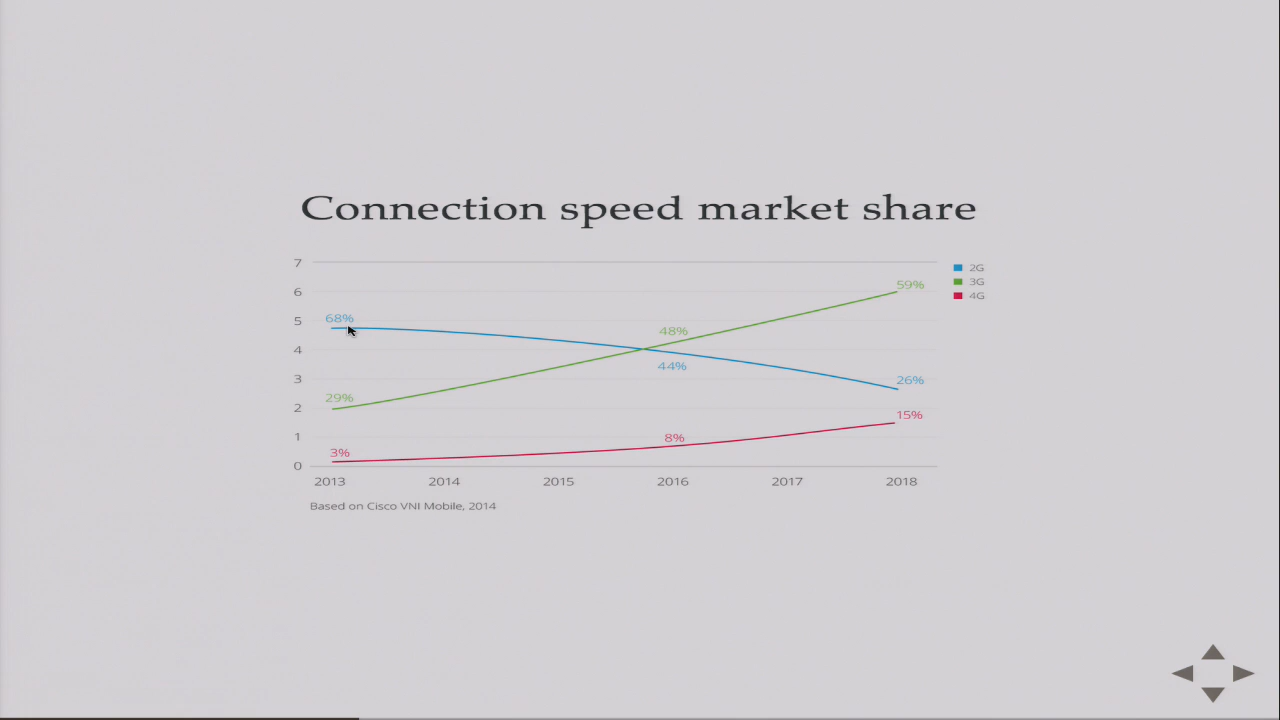 Connection speed market share
7
6
5
4
3
2
1
0
68%
29%
3%
48%
44%
8%
59%
26%
15%
2G
3G
4G
2013 2014 2015 2016 2017 2018
Based on Cisco VNI Mobile, 2014